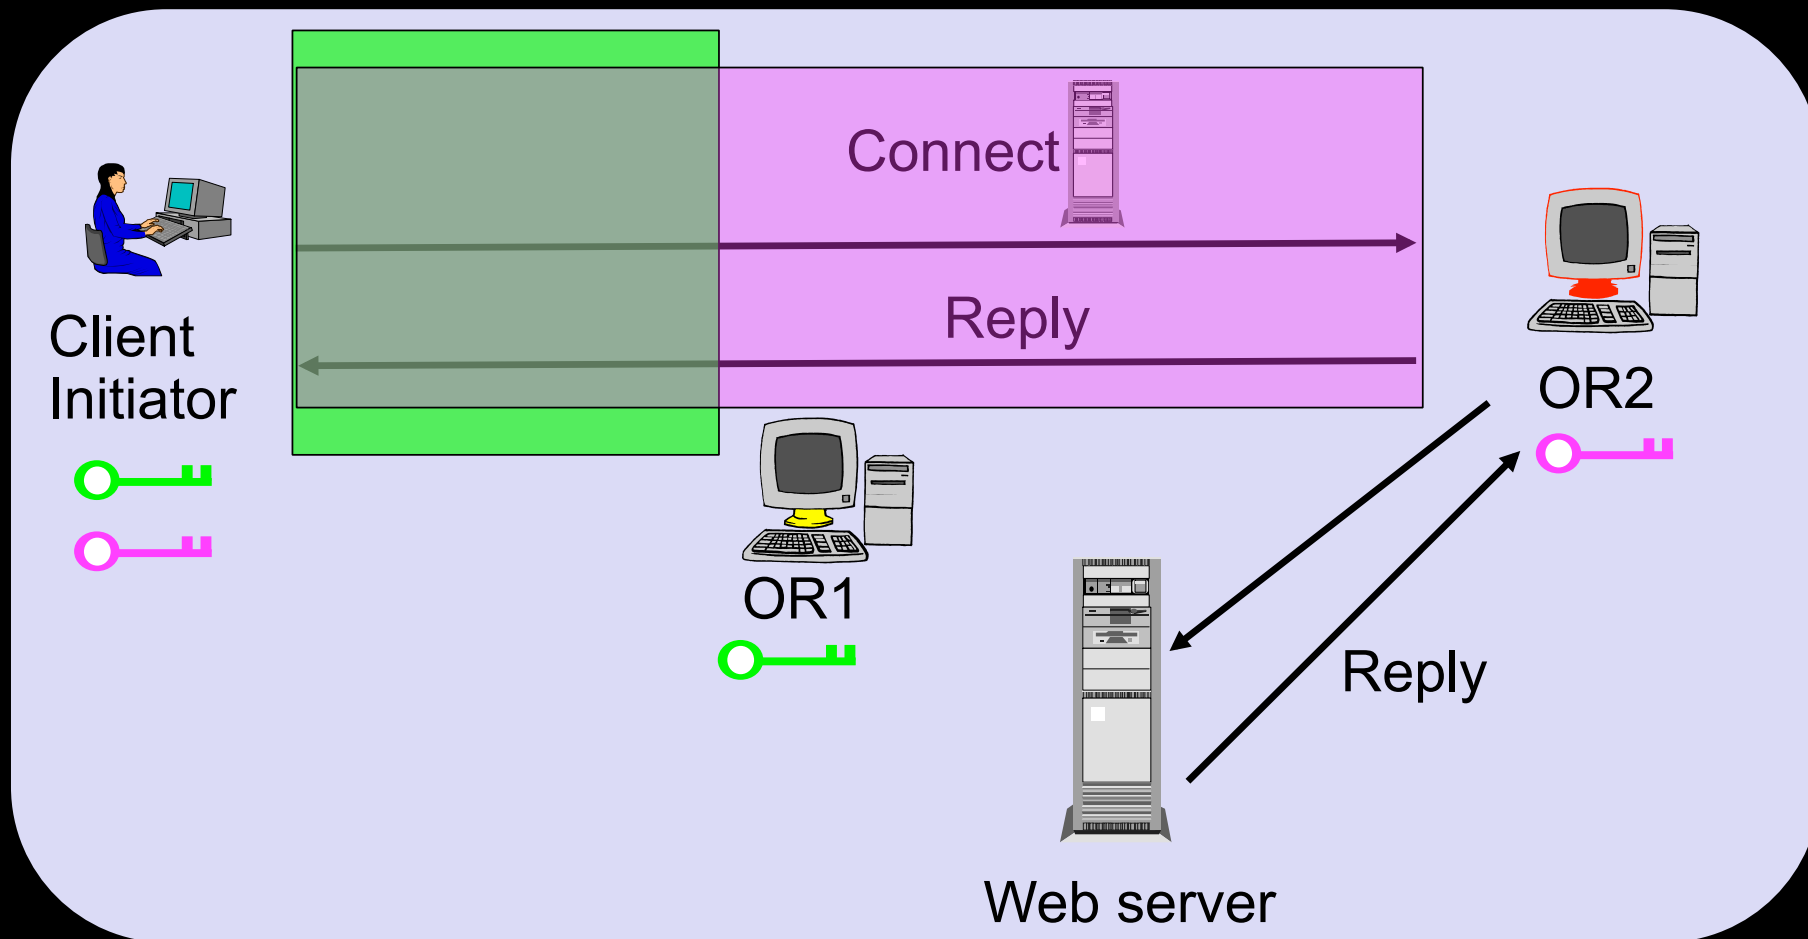 Connect
Reply
Client
Initiator
OR2
OR1
Reply
Web server